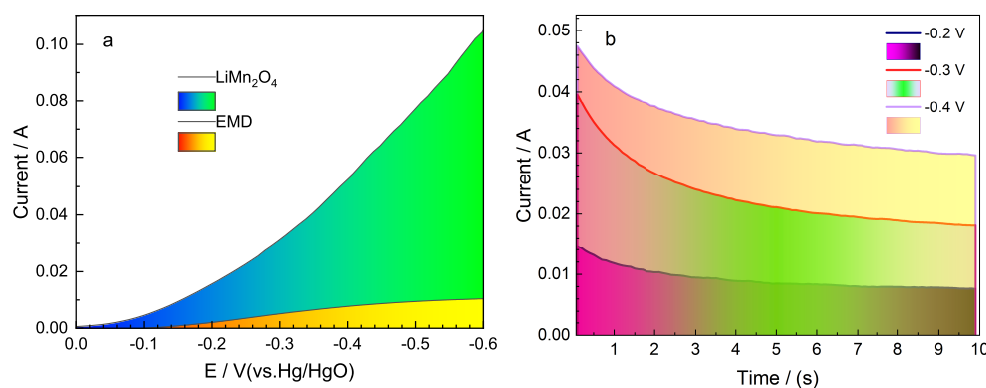 a
LiMn₂O₄
EMD
Current / A
0.10
0.08
0.06
0.04
0.02
0.00
0.0 -0.1 -0.2 -0.3 -0.4 -0.5 -0.6
E / V(vs.Hg/HgO)
b
-0.2 V
-0.3 V
-0.4 V
Current / A
0.05
0.04
0.03
0.02
0.01
0.00
1 2 3 4 5 6 7 8 9 10
Time / (s)